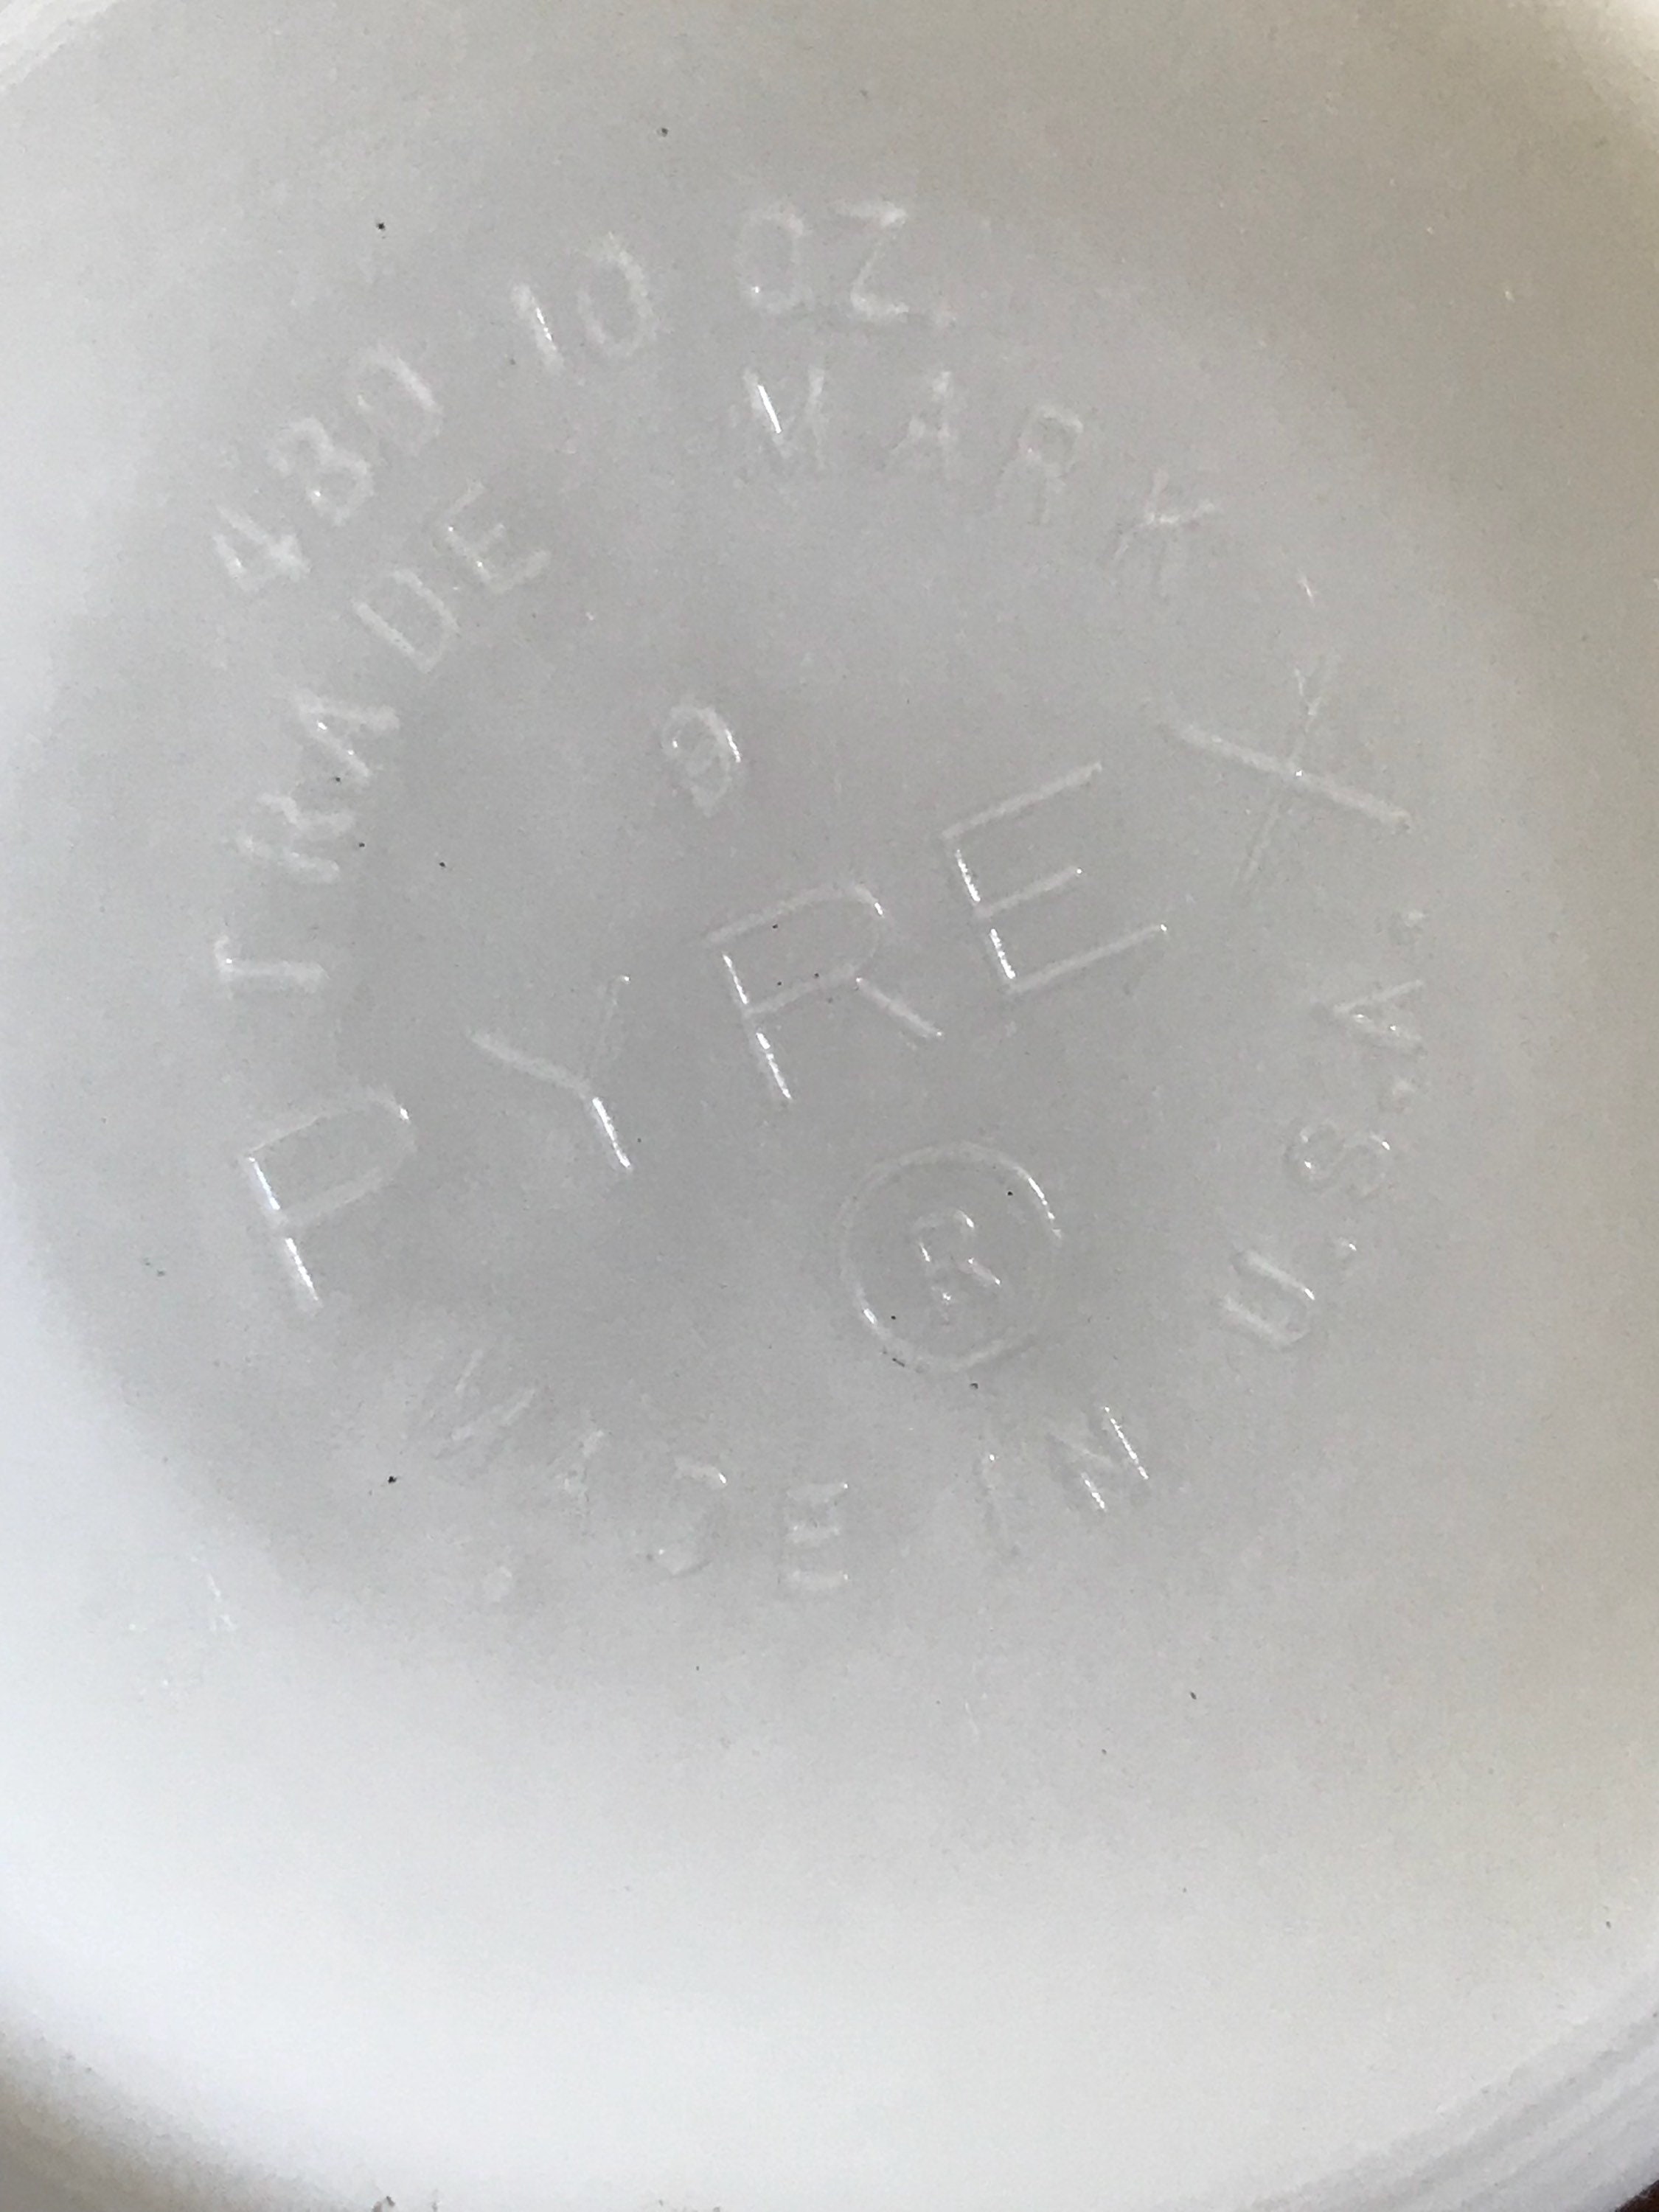 480 10 OZ.
TRADE MARK
9
PYREX
®
MADE IN U.S.A.